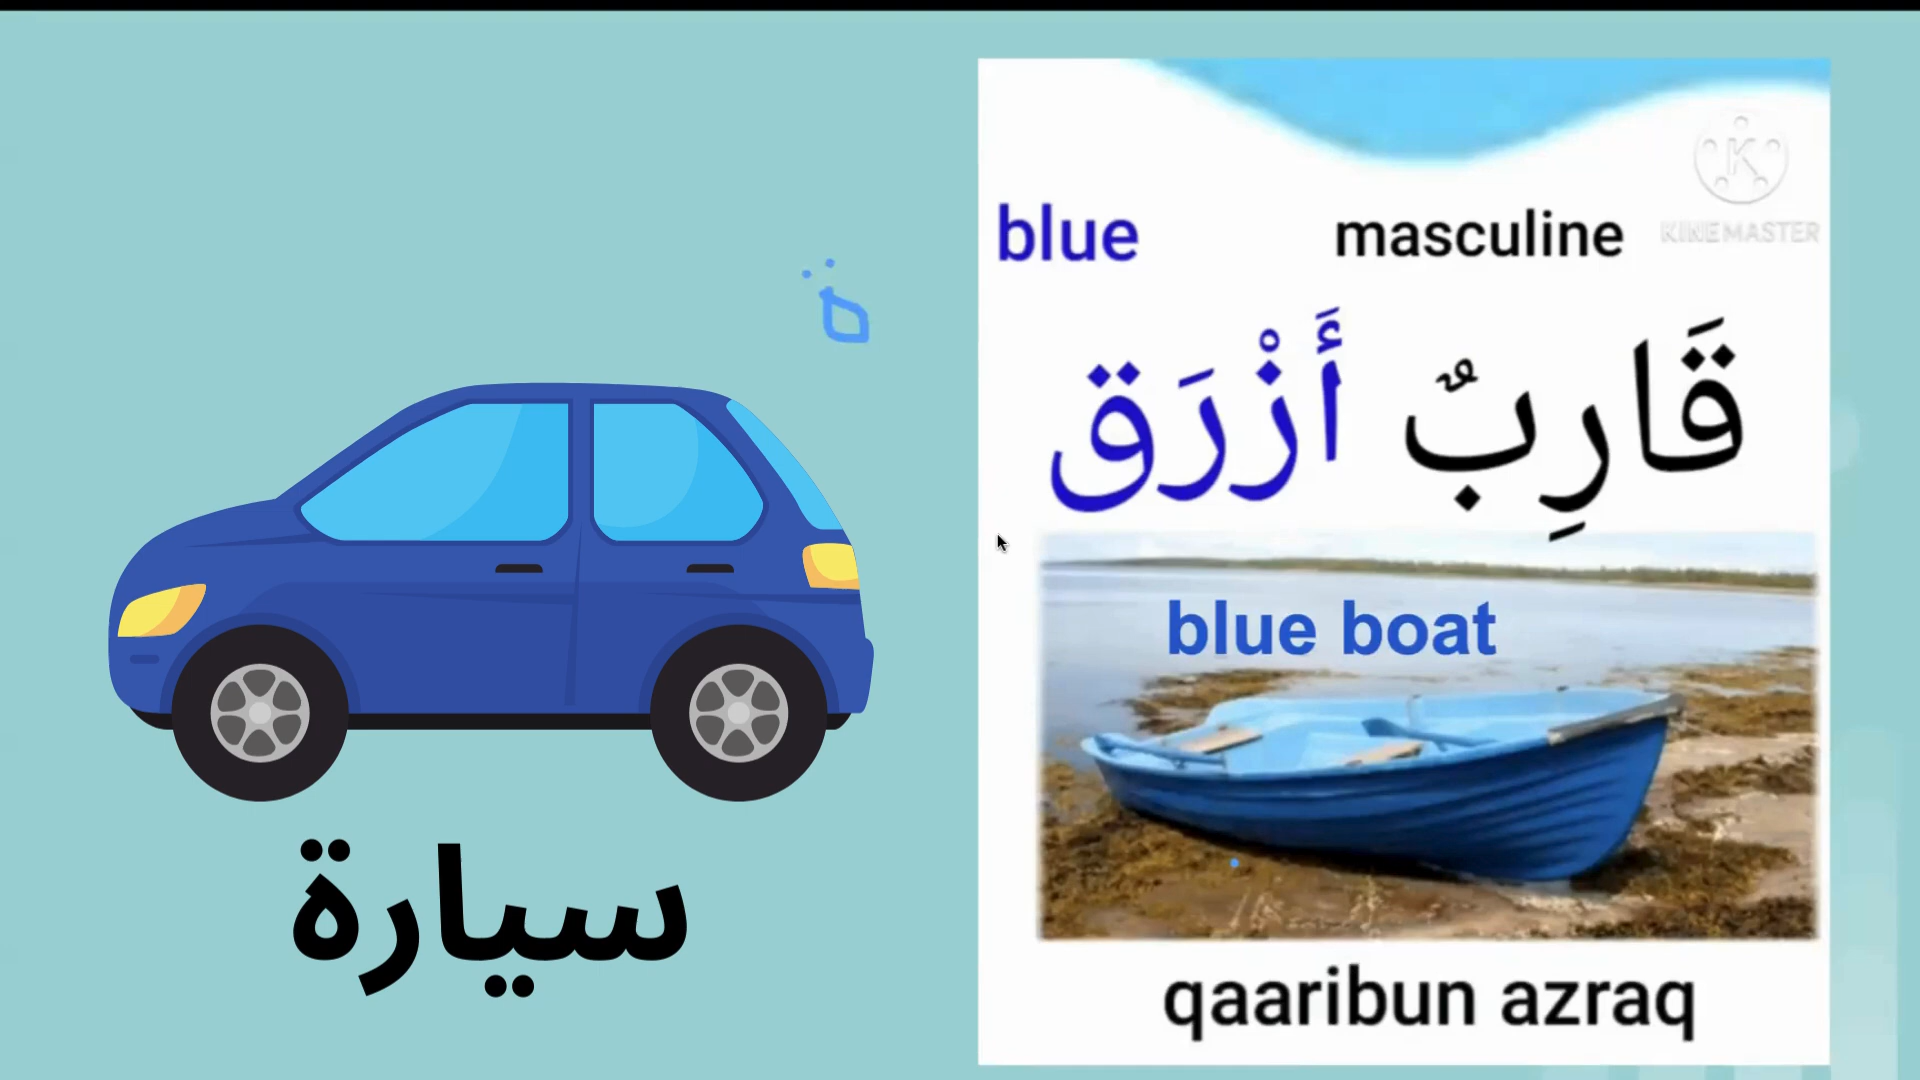 ة
سيارة
blue masculine
KINEMASTER
قَارِبٌ أَزْرَق
blue boat
qaaribun azraq